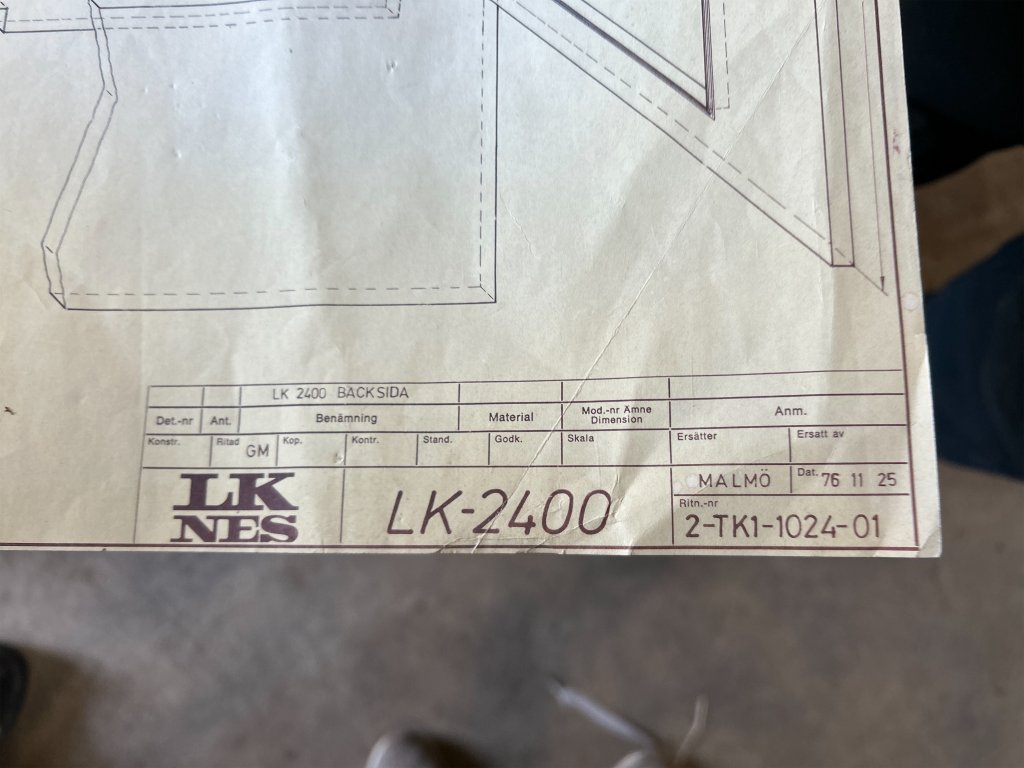 LK 2400 BACKSIDA
Det.-nr Ant. Benämning Material Mod.-nr Ämne Dimension Anm.
Konstr. Ritad GM Kop. Kontr. Stand. Godk. Skala Ersätter Ersatt av
LK NES
LK-2400
MALMÖ Dat. 76 11 25
Ritn.-nr
2-TK1-1024-01